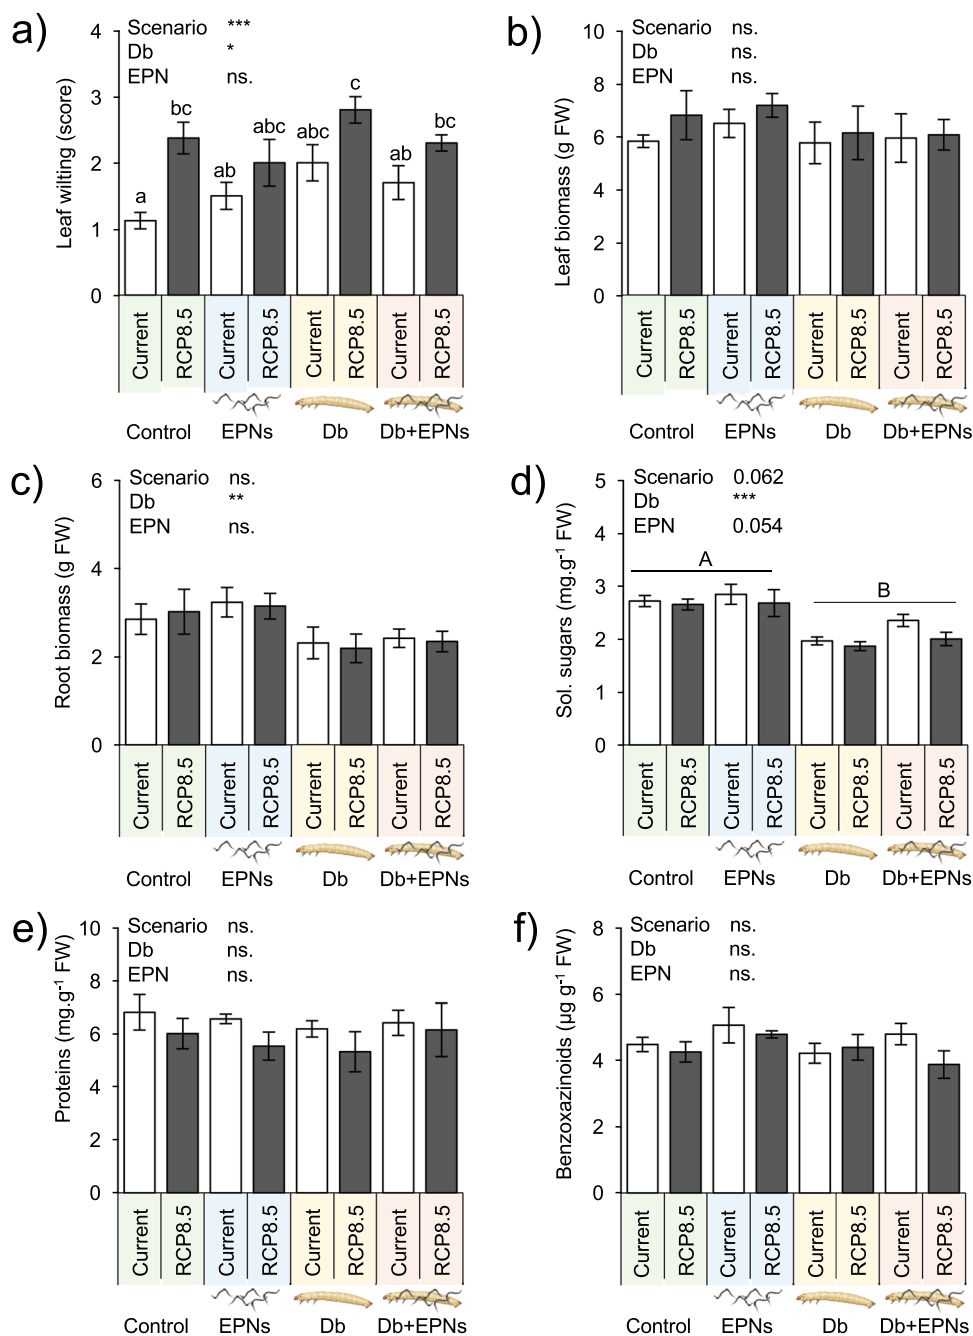 a)
Scenario ***
Db *
EPN ns.
Leaf wilting (score)
4
3
2
1
0
a
bc
ab
abc
abc
c
ab
bc
Current RCP8.5 Current RCP8.5 Current RCP8.5 Current RCP8.5
Control EPNs Db Db+EPNs
b)
Scenario ns.
Db ns.
EPN ns.
Leaf biomass (g FW)
10
8
6
4
2
0
Current RCP8.5 Current RCP8.5 Current RCP8.5 Current RCP8.5
Control EPNs Db Db+EPNs
c)
Scenario ns.
Db **
EPN ns.
Root biomass (g FW)
6
4
2
0
Current RCP8.5 Current RCP8.5 Current RCP8.5 Current RCP8.5
Control EPNs Db Db+EPNs
d)
Scenario 0.062
Db ***
EPN 0.054
Sol. sugars (mg.g⁻¹ FW)
5
4
3
2
1
0
A
B
Current RCP8.5 Current RCP8.5 Current RCP8.5 Current RCP8.5
Control EPNs Db Db+EPNs
e)
Scenario ns.
Db ns.
EPN ns.
Proteins (mg.g⁻¹ FW)
10
8
6
4
2
0
Current RCP8.5 Current RCP8.5 Current RCP8.5 Current RCP8.5
Control EPNs Db Db+EPNs
f)
Scenario ns.
Db ns.
EPN ns.
Benzoxazinoids (µg g⁻¹ FW)
8
6
4
2
0
Current RCP8.5 Current RCP8.5 Current RCP8.5 Current RCP8.5
Control EPNs Db Db+EPNs